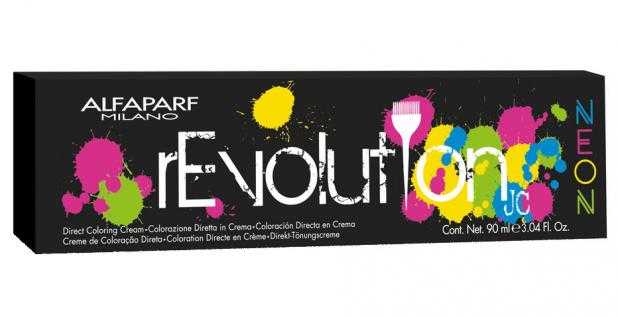 ALFAPARF
MILANO
rEvolution
JC
NEON
Direct Coloring Cream•Colorazione Diretta in Crema•Coloración Directa en Crema
Creme de Coloração Direta•Coloration Directe en Crème•Direkt-Tönungscreme
Cont. Net. 90 ml ℮ 3.04 Fl. Oz.